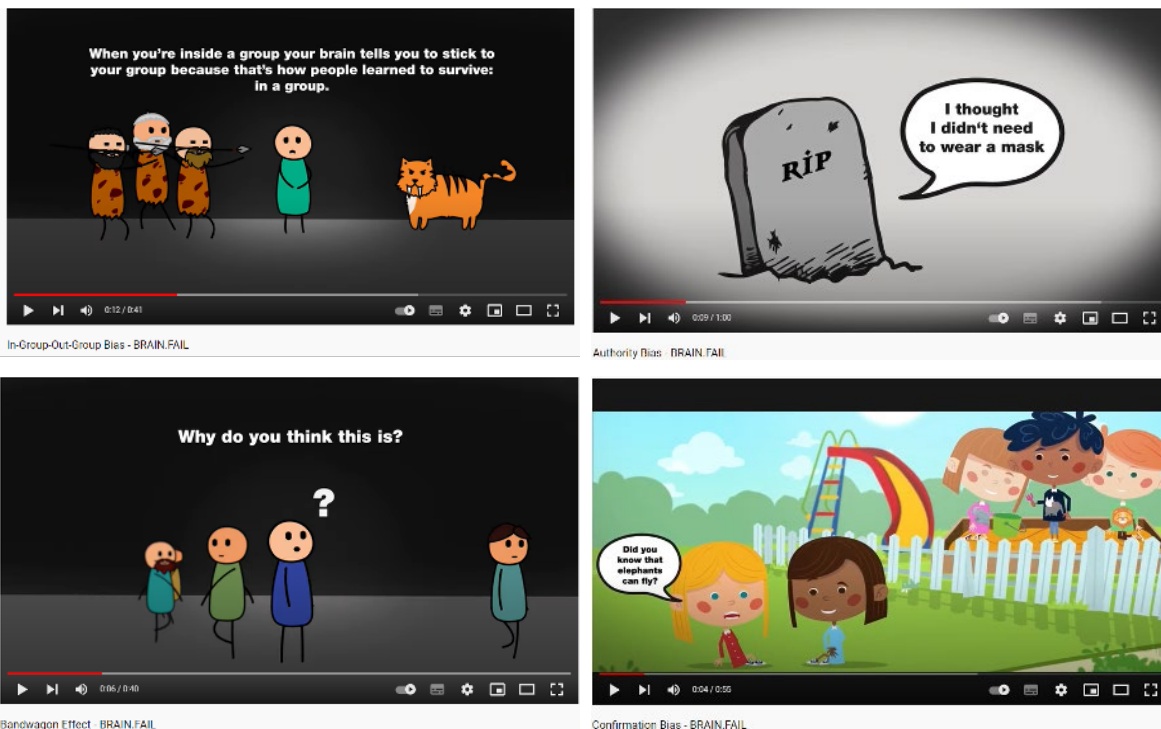 When you're inside a group your brain tells you to stick to
your group because that's how people learned to survive:
in a group.
0:12 / 0:41
In-Group-Out-Group Bias - BRAIN.FAIL
I thought
I didn't need
to wear a mask
RİP
0:09 / 1:00
Authority Bias - BRAIN.FAIL
Why do you think this is?
?
0:06 / 0:40
Bandwagon Effect - BRAIN.FAIL
Did you
know that
elephants
can fly?
0:04 / 0:55
Confirmation Bias - BRAIN.FAIL